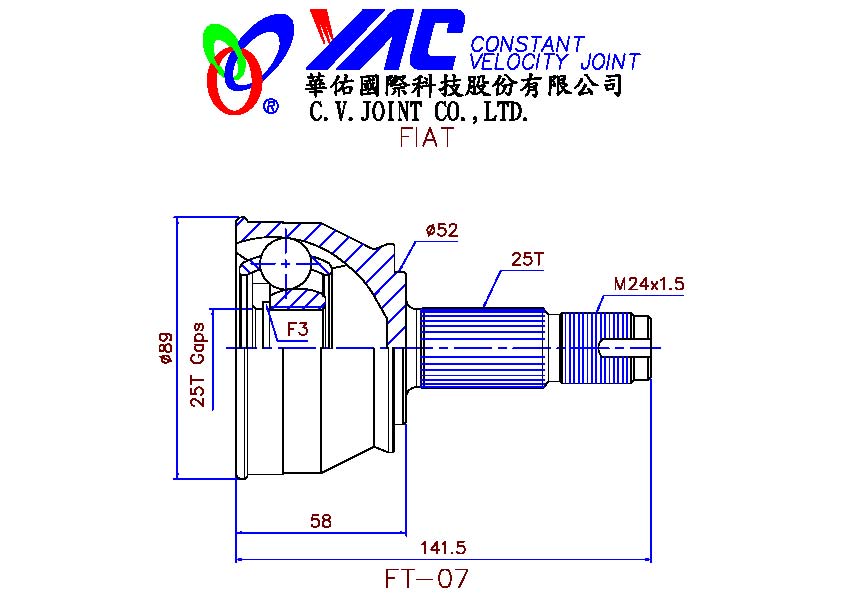 YAC CONSTANT
VELOCITY JOINT
®
華佑國際科技股份有限公司
C.V.JOINT CO.,LTD.
FIAT
ø52
25T
M24x1.5
F3
ø89
25T Gaps
58
141.5
FT-07